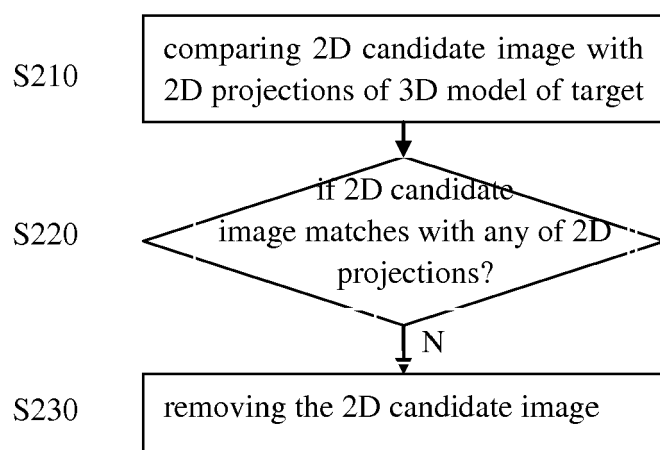 S210
comparing 2D candidate image with
2D projections of 3D model of target
S220
if 2D candidate
image matches with any of 2D
projections?
N
S230
removing the 2D candidate image